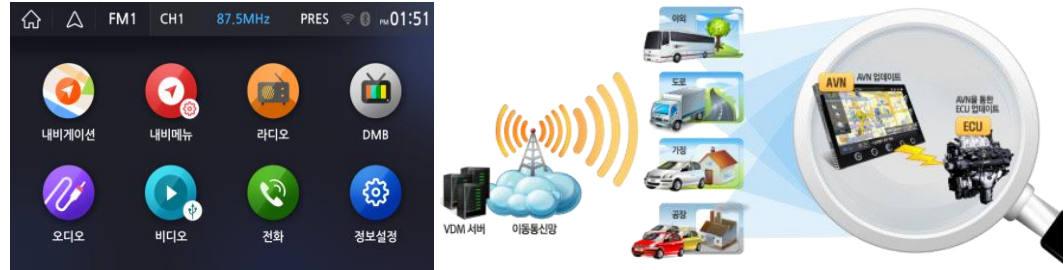 FM1 CH1 87.5MHz PRES PM 01:51
내비게이션 내비메뉴 라디오 DMB
오디오 비디오 전화 정보설정
VDM 서버 이동통신망
야외
도로
가정
공장
AVN AVN 업데이트
AVN을 통한
ECU 업데이트
ECU